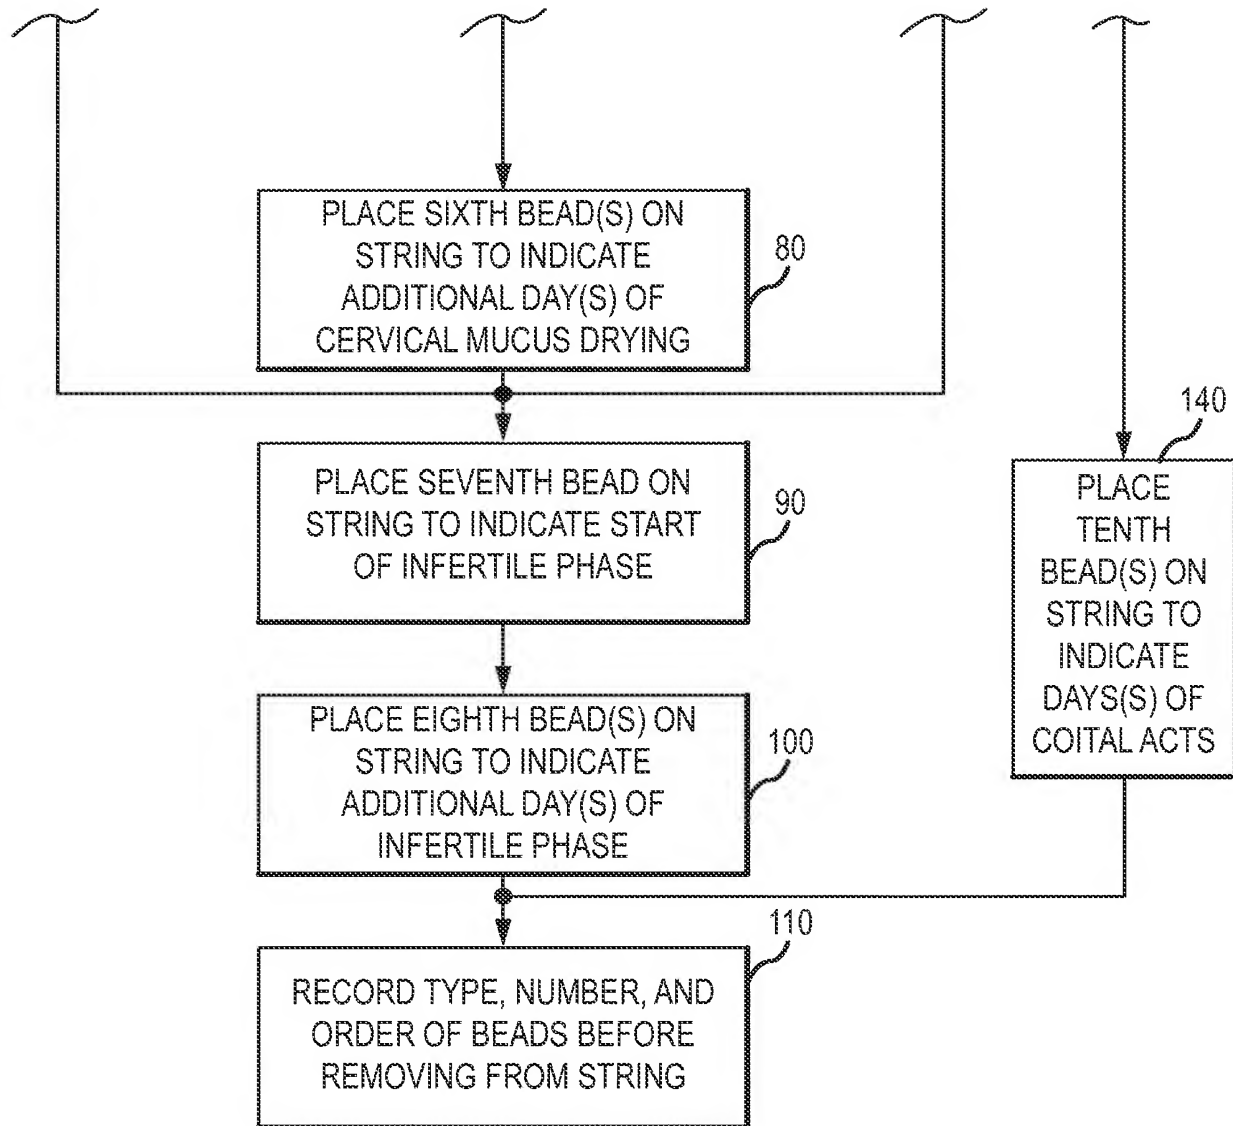 PLACE SIXTH BEAD(S) ON
STRING TO INDICATE
ADDITIONAL DAY(S) OF
CERVICAL MUCUS DRYING
80
PLACE SEVENTH BEAD ON
STRING TO INDICATE START
OF INFERTILE PHASE
90
140
PLACE
TENTH
BEAD(S) ON
STRING TO
INDICATE
DAYS(S) OF
COITAL ACTS
PLACE EIGHTH BEAD(S) ON
STRING TO INDICATE
ADDITIONAL DAY(S) OF
INFERTILE PHASE
100
110
RECORD TYPE, NUMBER, AND
ORDER OF BEADS BEFORE
REMOVING FROM STRING